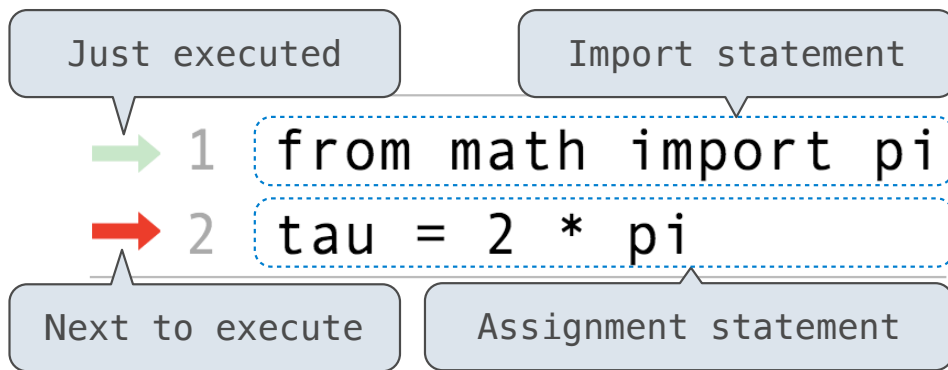 Just executed
Import statement
1 from math import pi
2 tau = 2 * pi
Next to execute
Assignment statement